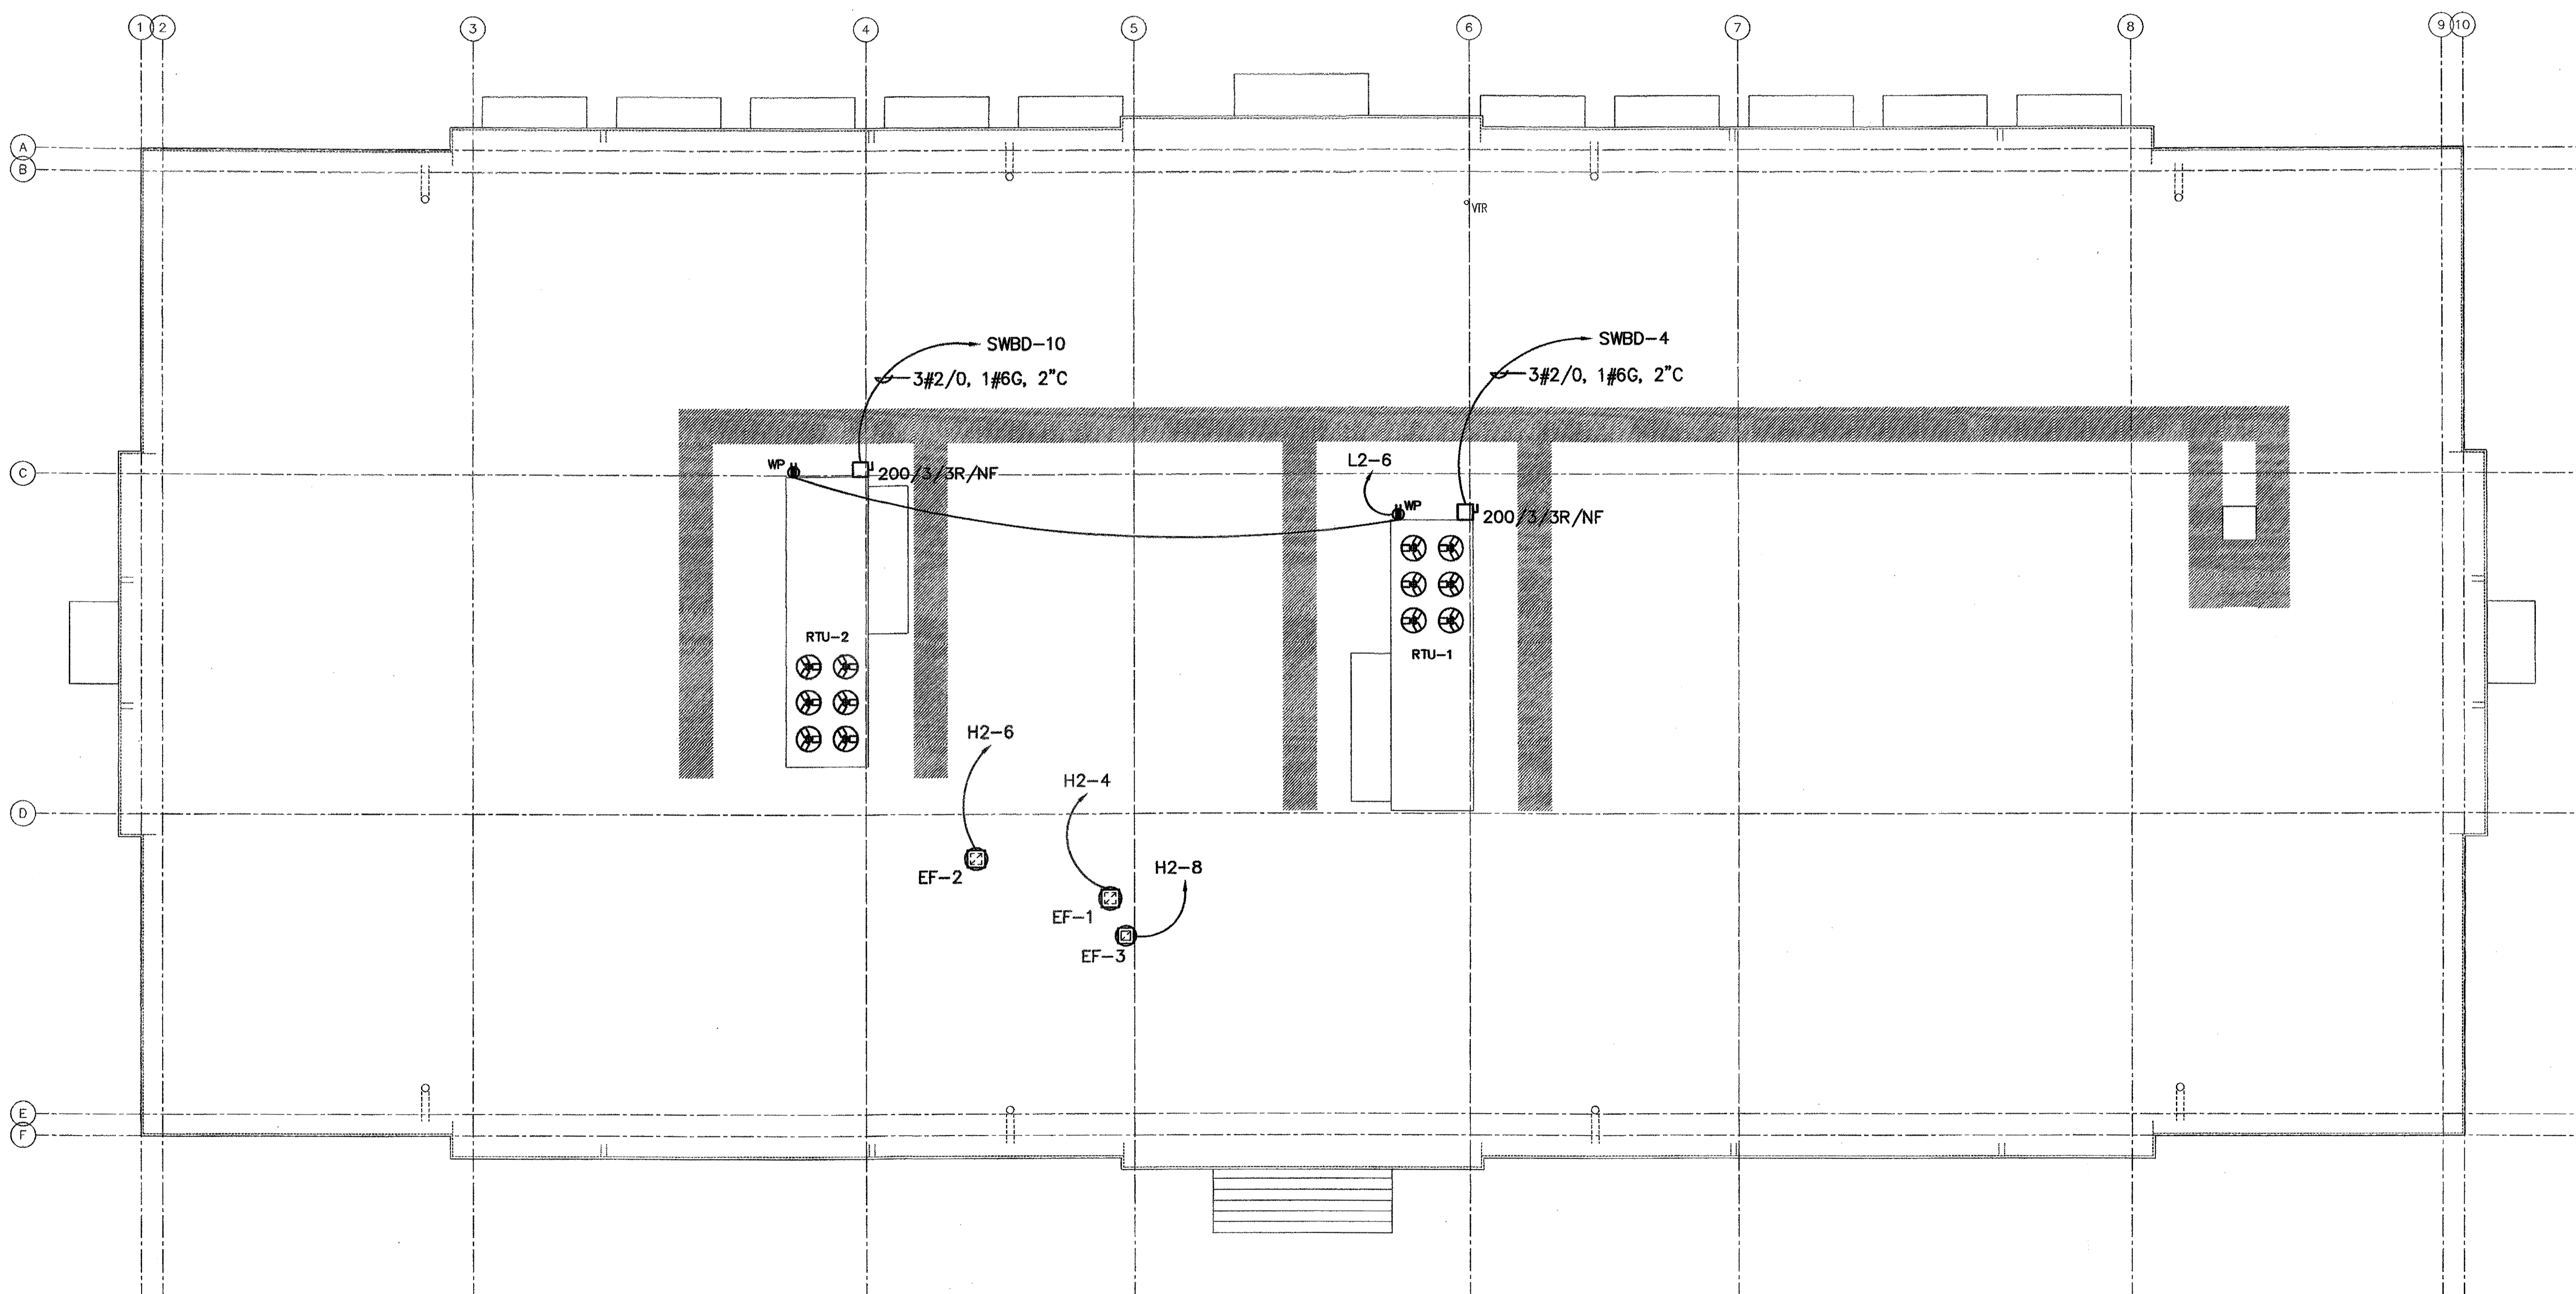 1 2 3 4 5 6 7 8 9 10
A
B
VTR
SWBD-10
SWBD-4
3#2/0, 1#6G, 2"C
3#2/0, 1#6G, 2"C
C
WP
200/3/3R/NF
L2-6
WP
200/3/3R/NF
RTU-2
RTU-1
H2-6
H2-4
D
H2-8
EF-2
EF-1
EF-3
E
F